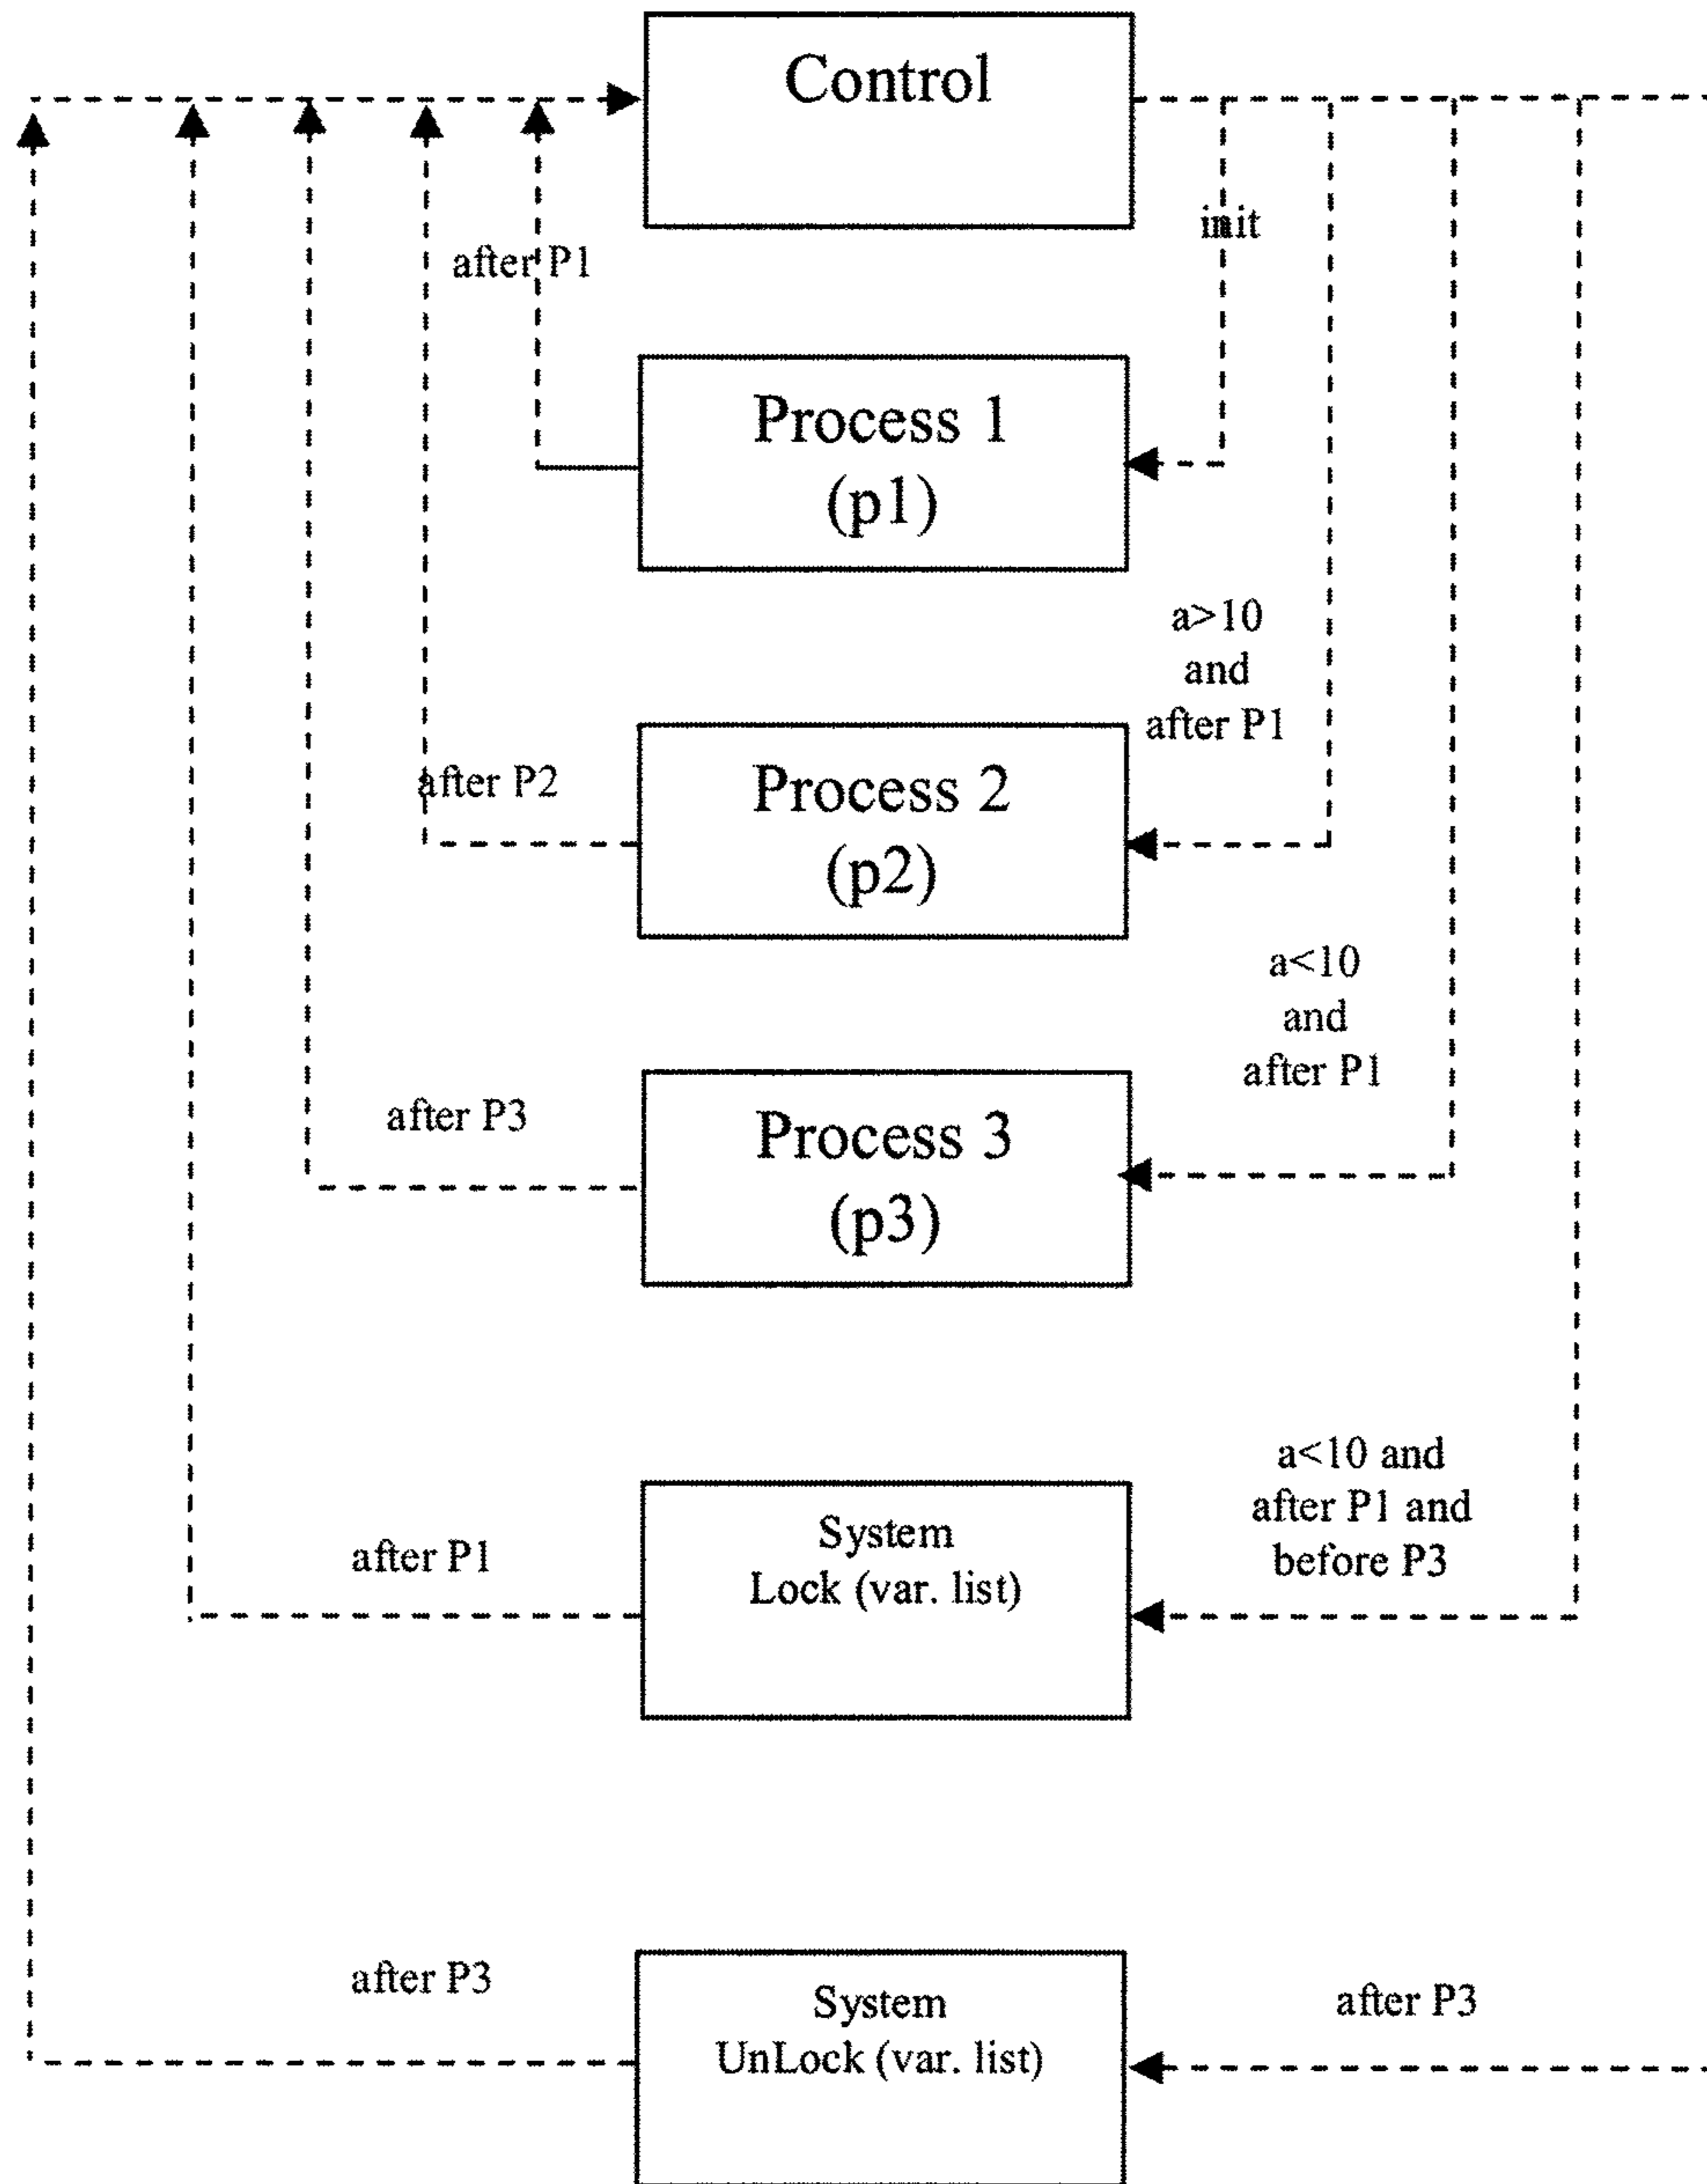 Control
init
after P1
Process 1
(p1)
a>10
and
after P1
after P2
Process 2
(p2)
a<10
and
after P1
after P3
Process 3
(p3)
a<10 and
after P1 and
before P3
after P1
System
Lock (var. list)
after P3
System
UnLock (var. list)
after P3